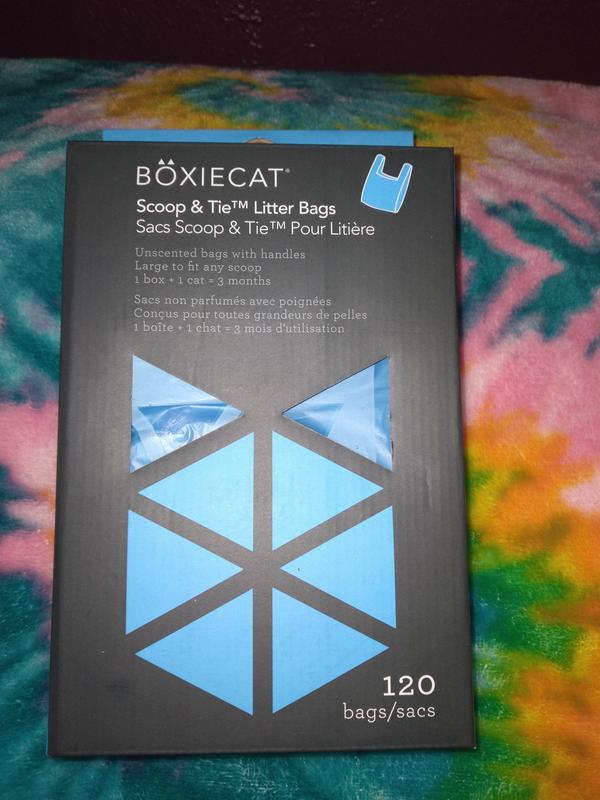 BÖXIECAT®
Scoop & Tie™ Litter Bags
Sacs Scoop & Tie™ Pour Litière
Unscented bags with handles
Large to fit any scoop
1 box + 1 cat = 3 months
Sacs non parfumés avec poignées
Conçus pour toutes grandeurs de pelles
1 boîte + 1 chat = 3 mois d'utilisation
120
bags/sacs